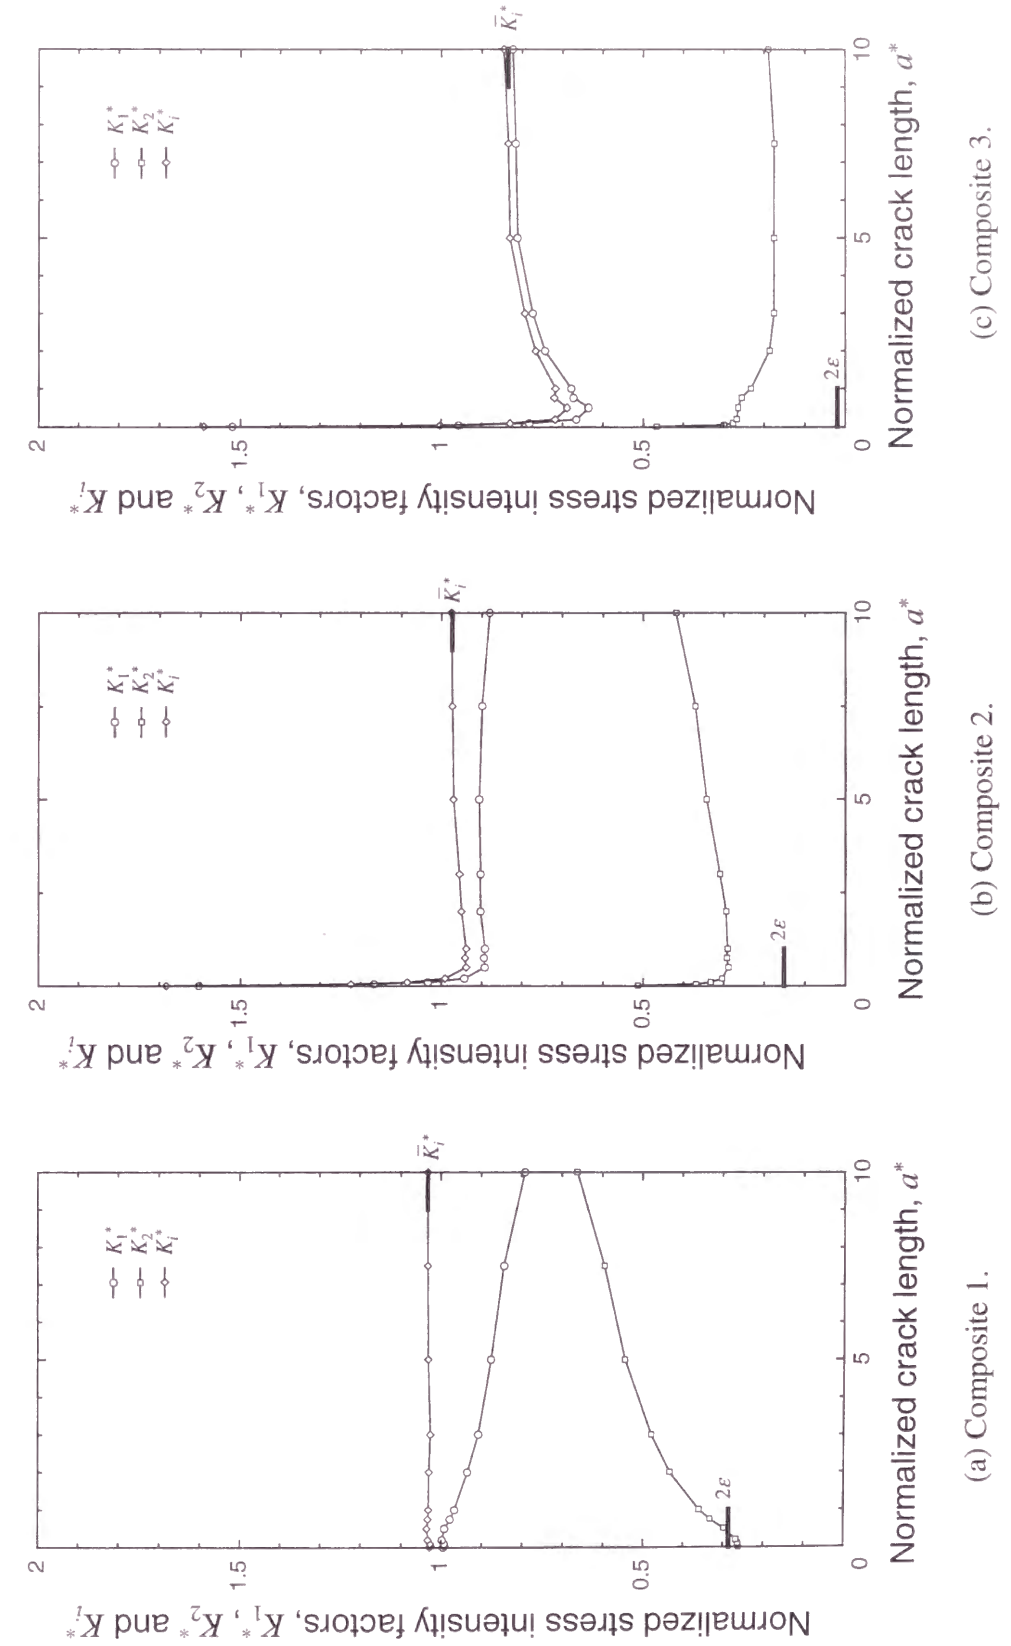 2
1.5
1
0.5
0
5
10
K₁*
K₂*
Kᵢ*
K̄ᵢ*
2ε
Normalized stress intensity factors, K₁*, K₂* and Kᵢ*
Normalized crack length, a*
(a) Composite 1.
2
1.5
1
0.5
0
5
10
K₁*
K₂*
Kᵢ*
K̄ᵢ*
2ε
Normalized stress intensity factors, K₁*, K₂* and Kᵢ*
Normalized crack length, a*
(b) Composite 2.
2
1.5
1
0.5
0
5
10
K₁*
K₂*
Kᵢ*
K̄ᵢ*
2ε
Normalized stress intensity factors, K₁*, K₂* and Kᵢ*
Normalized crack length, a*
(c) Composite 3.